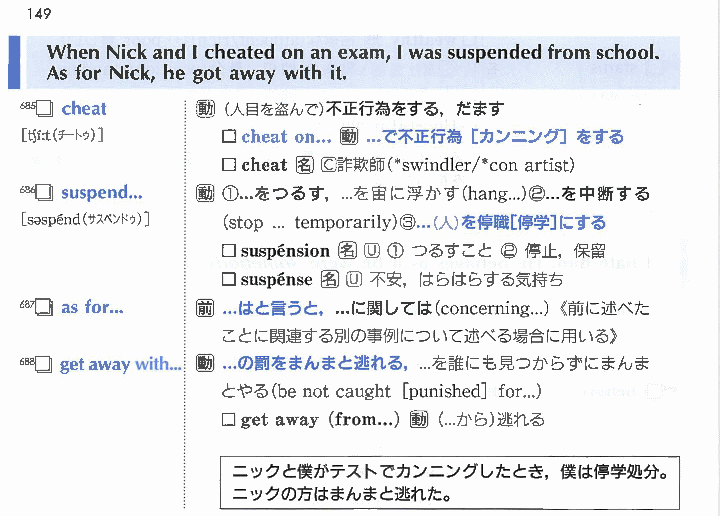 149
When Nick and I cheated on an exam, I was suspended from school.
As for Nick, he got away with it.
685□ cheat
[tʃíːt(チートゥ)]
動 (人目を盗んで)不正行為をする，だます
□ cheat on... 動 ...で不正行為［カンニング］をする
□ cheat 名 Ⓒ詐欺師(*swindler/*con artist)
686□ suspend...
[səspénd(サスペンドゥ)]
動 ①...をつるす，...を宙に浮かす(hang...)②...を中断する
(stop ... temporarily)③...(人)を停職[停学]にする
□ suspénsion 名 Ⓤ ① つるすこと ② 停止，保留
□ suspénse 名 Ⓤ 不安，はらはらする気持ち
687□ as for...
前 ...はと言うと，...に関しては(concerning...)《前に述べた
ことに関連する別の事例について述べる場合に用いる》
688□ get away with...
動 ...の罰をまんまと逃れる，...を誰にも見つからずにまんま
とやる(be not caught［punished］for...)
□ get away (from...) 動 (...から)逃れる
ニックと僕がテストでカンニングしたとき，僕は停学処分。
ニックの方はまんまと逃れた。